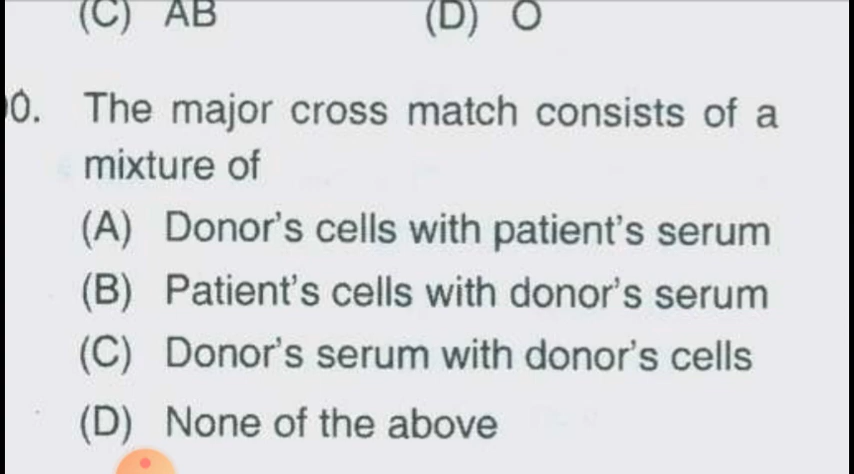 (C) AB (D) O
0. The major cross match consists of a
mixture of
(A) Donor's cells with patient's serum
(B) Patient's cells with donor's serum
(C) Donor's serum with donor's cells
(D) None of the above